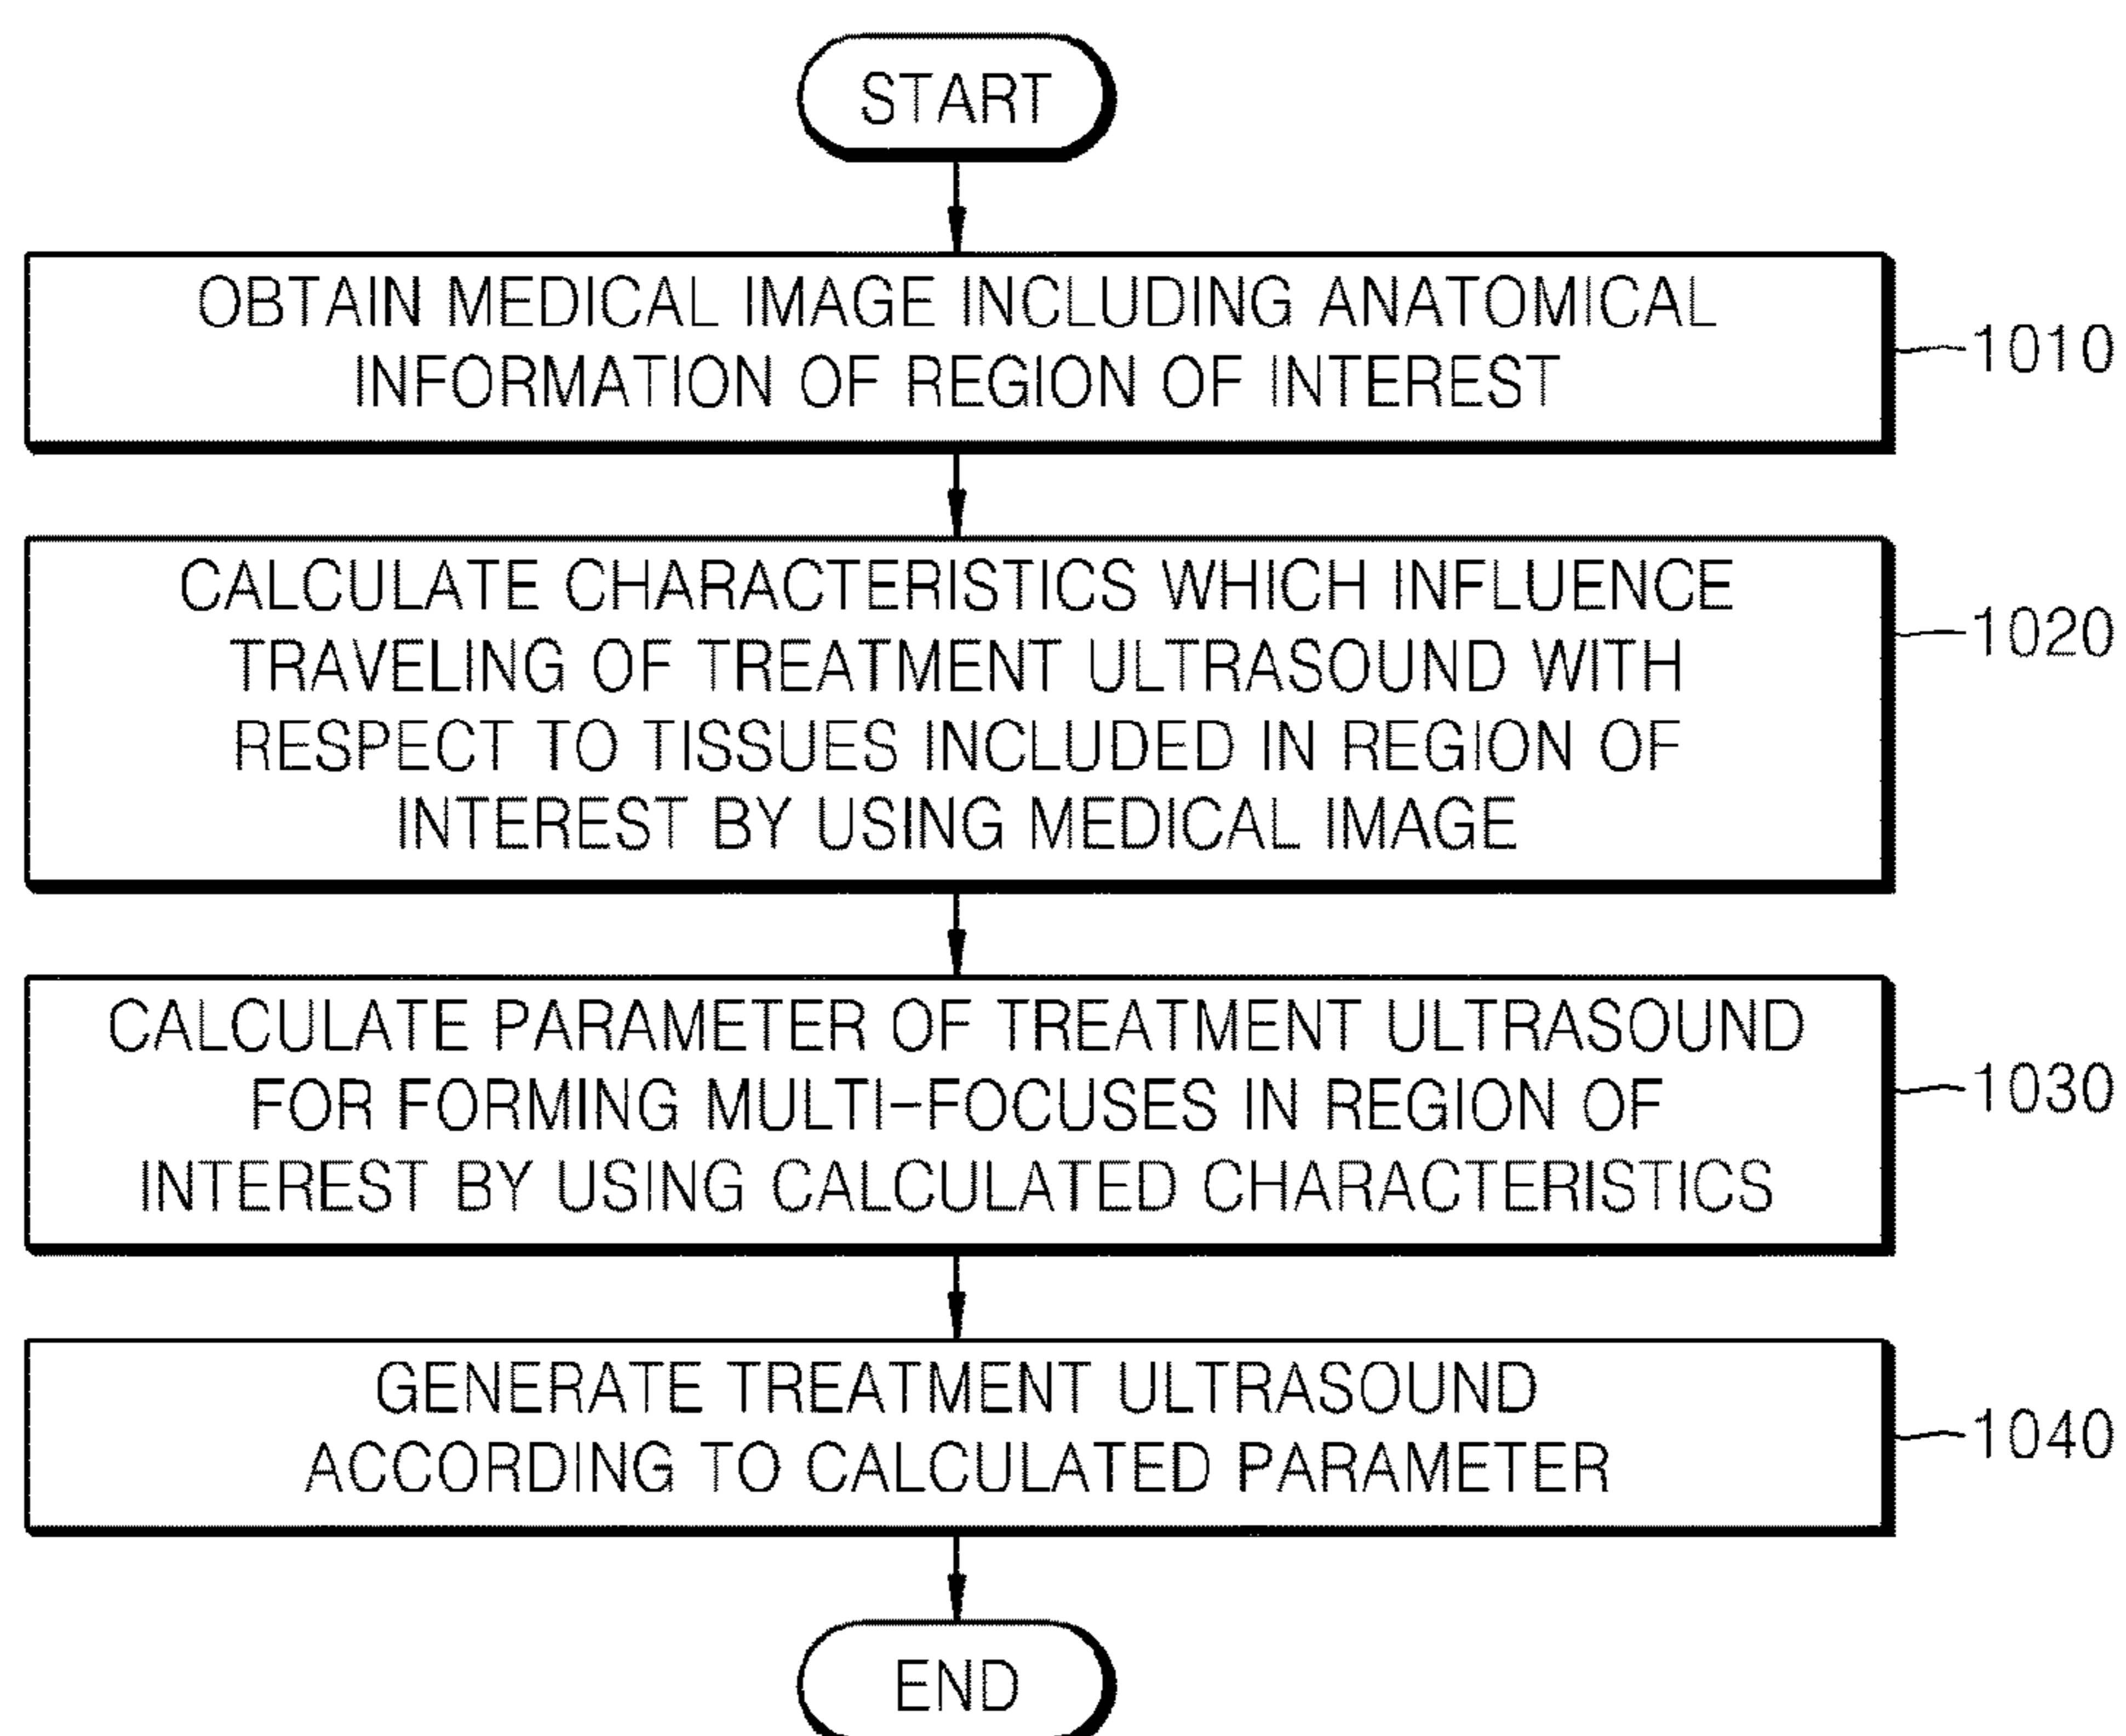 START
OBTAIN MEDICAL IMAGE INCLUDING ANATOMICAL
INFORMATION OF REGION OF INTEREST
1010
CALCULATE CHARACTERISTICS WHICH INFLUENCE
TRAVELING OF TREATMENT ULTRASOUND WITH
RESPECT TO TISSUES INCLUDED IN REGION OF
INTEREST BY USING MEDICAL IMAGE
1020
CALCULATE PARAMETER OF TREATMENT ULTRASOUND
FOR FORMING MULTI-FOCUSES IN REGION OF
INTEREST BY USING CALCULATED CHARACTERISTICS
1030
GENERATE TREATMENT ULTRASOUND
ACCORDING TO CALCULATED PARAMETER
1040
END